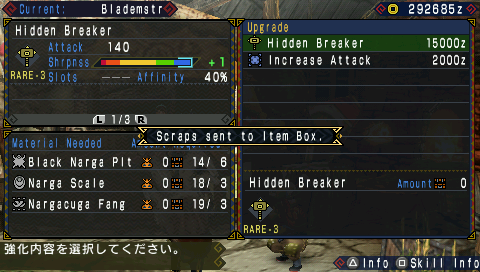 Current: Blademstr
292685z
Hidden Breaker
Attack 140
Shrpnss +1
Slots --- Affinity 40%
RARE-3
L 1/3 R
Upgrade
Hidden Breaker 15000z
Increase Attack 2000z
Scraps sent to Item Box.
Material Needed
Black Narga Plt 0 14/ 6
Narga Scale 0 18/ 3
Nargacuga Fang 0 19/ 3
Hidden Breaker Amount 0
RARE-3
強化内容を選択してください。
Info Skill Info